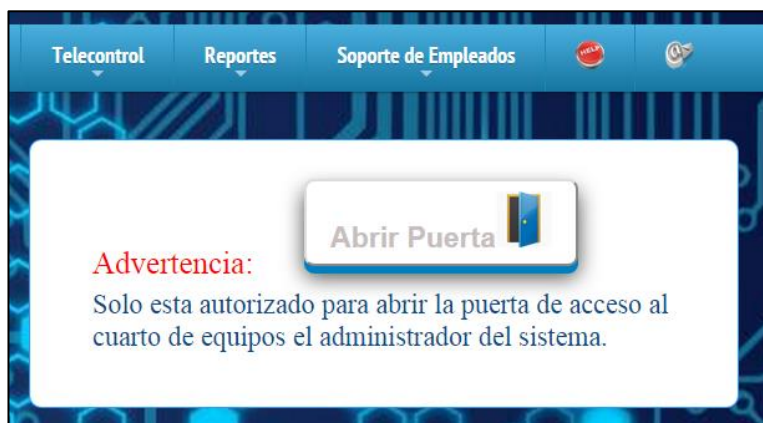 Telecontrol
Reportes
Soporte de Empleados
HELP
@
Abrir Puerta
Advertencia:
Solo esta autorizado para abrir la puerta de acceso al
cuarto de equipos el administrador del sistema.